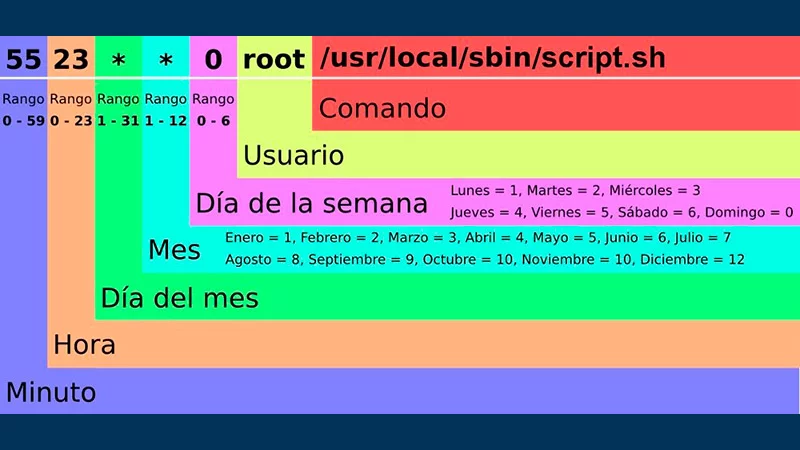 55 23 * * 0 root /usr/local/sbin/script.sh
Rango Rango Rango Rango Rango
0 - 59 0 - 23 1 - 31 1 - 12 0 - 6
Comando
Usuario
Día de la semana
Lunes = 1, Martes = 2, Miércoles = 3
Jueves = 4, Viernes = 5, Sábado = 6, Domingo = 0
Mes
Enero = 1, Febrero = 2, Marzo = 3, Abril = 4, Mayo = 5, Junio = 6, Julio = 7
Agosto = 8, Septiembre = 9, Octubre = 10, Noviembre = 10, Diciembre = 12
Día del mes
Hora
Minuto